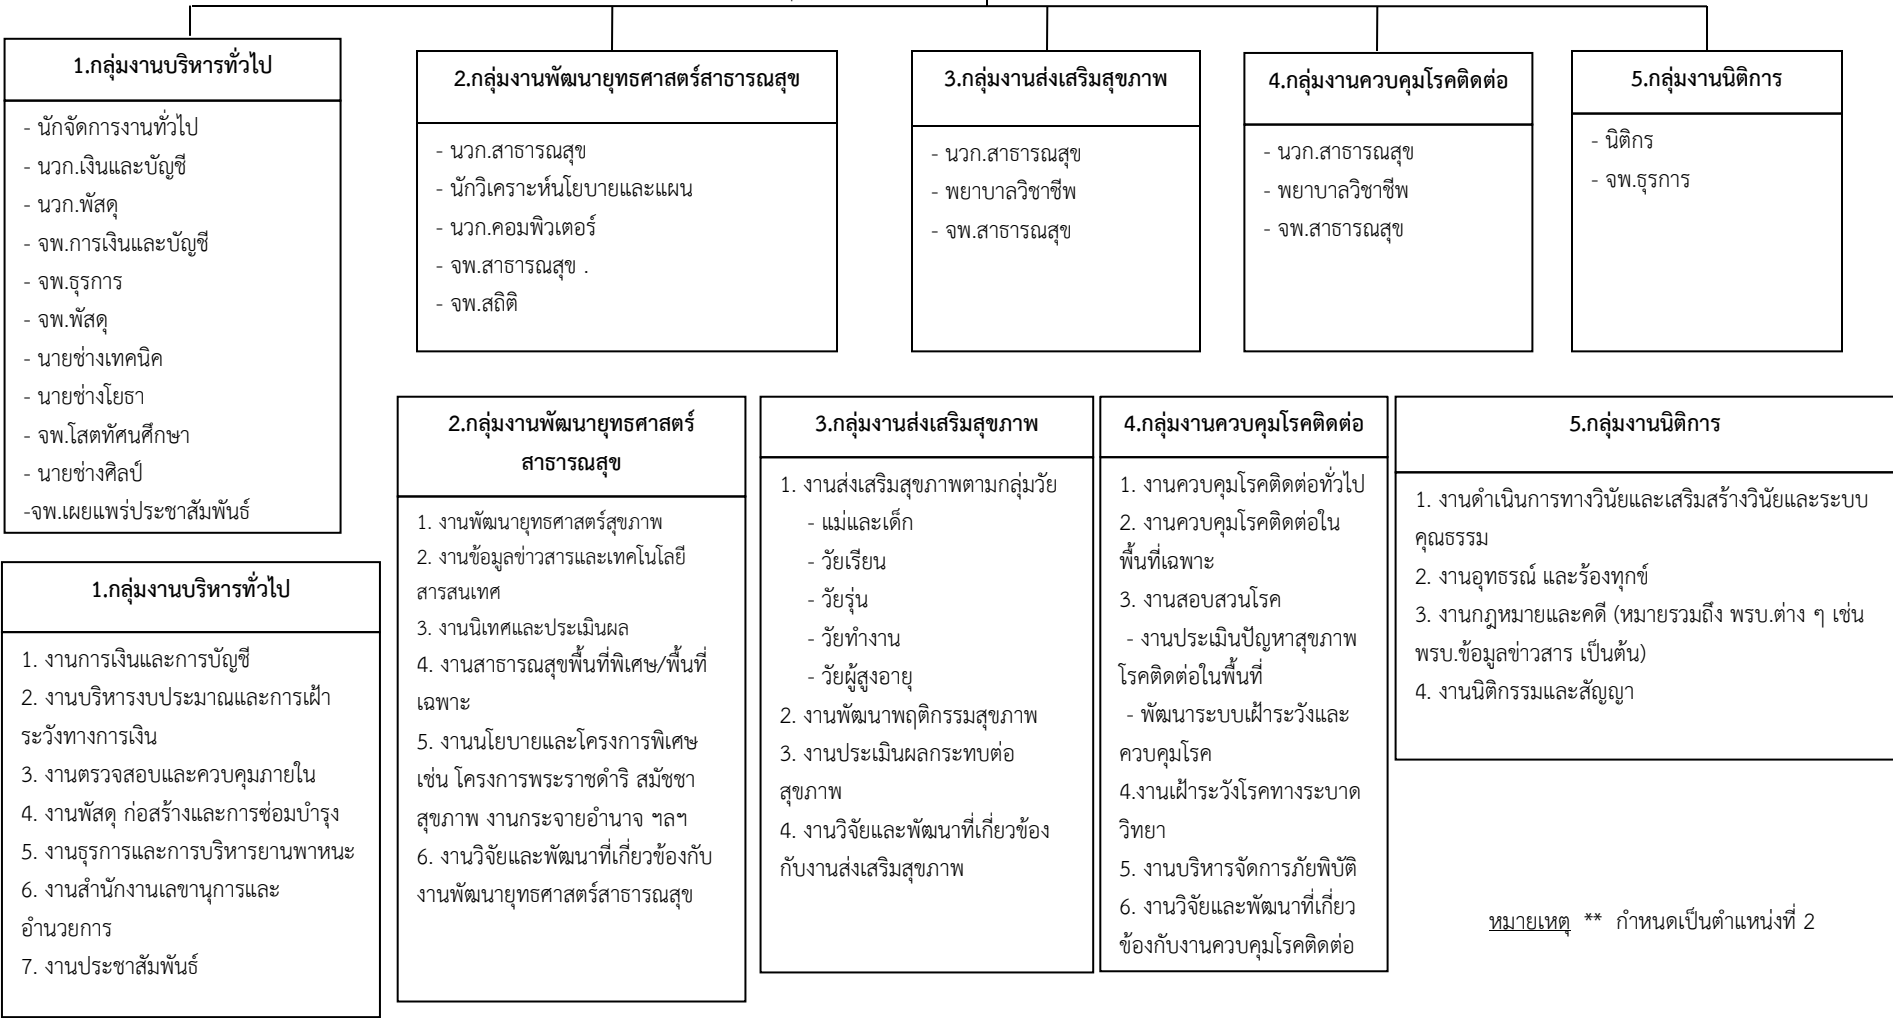 1.กลุ่มงานบริหารทั่วไป
- นักจัดการงานทั่วไป
- นวก.เงินและบัญชี
- นวก.พัสดุ
- จพ.การเงินและบัญชี
- จพ.ธุรการ
- จพ.พัสดุ
- นายช่างเทคนิค
- นายช่างโยธา
- จพ.โสตทัศนศึกษา
- นายช่างศิลป์
-จพ.เผยแพร่ประชาสัมพันธ์
2.กลุ่มงานพัฒนายุทธศาสตร์สาธารณสุข
- นวก.สาธารณสุข
- นักวิเคราะห์นโยบายและแผน
- นวก.คอมพิวเตอร์
- จพ.สาธารณสุข .
- จพ.สถิติ
3.กลุ่มงานส่งเสริมสุขภาพ
- นวก.สาธารณสุข
- พยาบาลวิชาชีพ
- จพ.สาธารณสุข
4.กลุ่มงานควบคุมโรคติดต่อ
- นวก.สาธารณสุข
- พยาบาลวิชาชีพ
- จพ.สาธารณสุข
5.กลุ่มงานนิติการ
- นิติกร
- จพ.ธุรการ
1.กลุ่มงานบริหารทั่วไป
1. งานการเงินและการบัญชี
2. งานบริหารงบประมาณและการเฝ้า
ระวังทางการเงิน
3. งานตรวจสอบและควบคุมภายใน
4. งานพัสดุ ก่อสร้างและการซ่อมบำรุง
5. งานธุรการและการบริหารยานพาหนะ
6. งานสำนักงานเลขานุการและ
อำนวยการ
7. งานประชาสัมพันธ์
2.กลุ่มงานพัฒนายุทธศาสตร์
สาธารณสุข
1. งานพัฒนายุทธศาสตร์สุขภาพ
2. งานข้อมูลข่าวสารและเทคโนโลยี
สารสนเทศ
3. งานนิเทศและประเมินผล
4. งานสาธารณสุขพื้นที่พิเศษ/พื้นที่
เฉพาะ
5. งานนโยบายและโครงการพิเศษ
เช่น โครงการพระราชดำริ สมัชชา
สุขภาพ งานกระจายอำนาจ ฯลฯ
6. งานวิจัยและพัฒนาที่เกี่ยวข้องกับ
งานพัฒนายุทธศาสตร์สาธารณสุข
3.กลุ่มงานส่งเสริมสุขภาพ
1. งานส่งเสริมสุขภาพตามกลุ่มวัย
- แม่และเด็ก
- วัยเรียน
- วัยรุ่น
- วัยทำงาน
- วัยผู้สูงอายุ
2. งานพัฒนาพฤติกรรมสุขภาพ
3. งานประเมินผลกระทบต่อ
สุขภาพ
4. งานวิจัยและพัฒนาที่เกี่ยวข้อง
กับงานส่งเสริมสุขภาพ
4.กลุ่มงานควบคุมโรคติดต่อ
1. งานควบคุมโรคติดต่อทั่วไป
2. งานควบคุมโรคติดต่อใน
พื้นที่เฉพาะ
3. งานสอบสวนโรค
- งานประเมินปัญหาสุขภาพ
โรคติดต่อในพื้นที่
- พัฒนาระบบเฝ้าระวังและ
ควบคุมโรค
4.งานเฝ้าระวังโรคทางระบาด
วิทยา
5. งานบริหารจัดการภัยพิบัติ
6. งานวิจัยและพัฒนาที่เกี่ยว
ข้องกับงานควบคุมโรคติดต่อ
5.กลุ่มงานนิติการ
1. งานดำเนินการทางวินัยและเสริมสร้างวินัยและระบบ
คุณธรรม
2. งานอุทธรณ์ และร้องทุกข์
3. งานกฎหมายและคดี (หมายรวมถึง พรบ.ต่าง ๆ เช่น
พรบ.ข้อมูลข่าวสาร เป็นต้น)
4. งานนิติกรรมและสัญญา
หมายเหตุ ** กำหนดเป็นตำแหน่งที่ 2